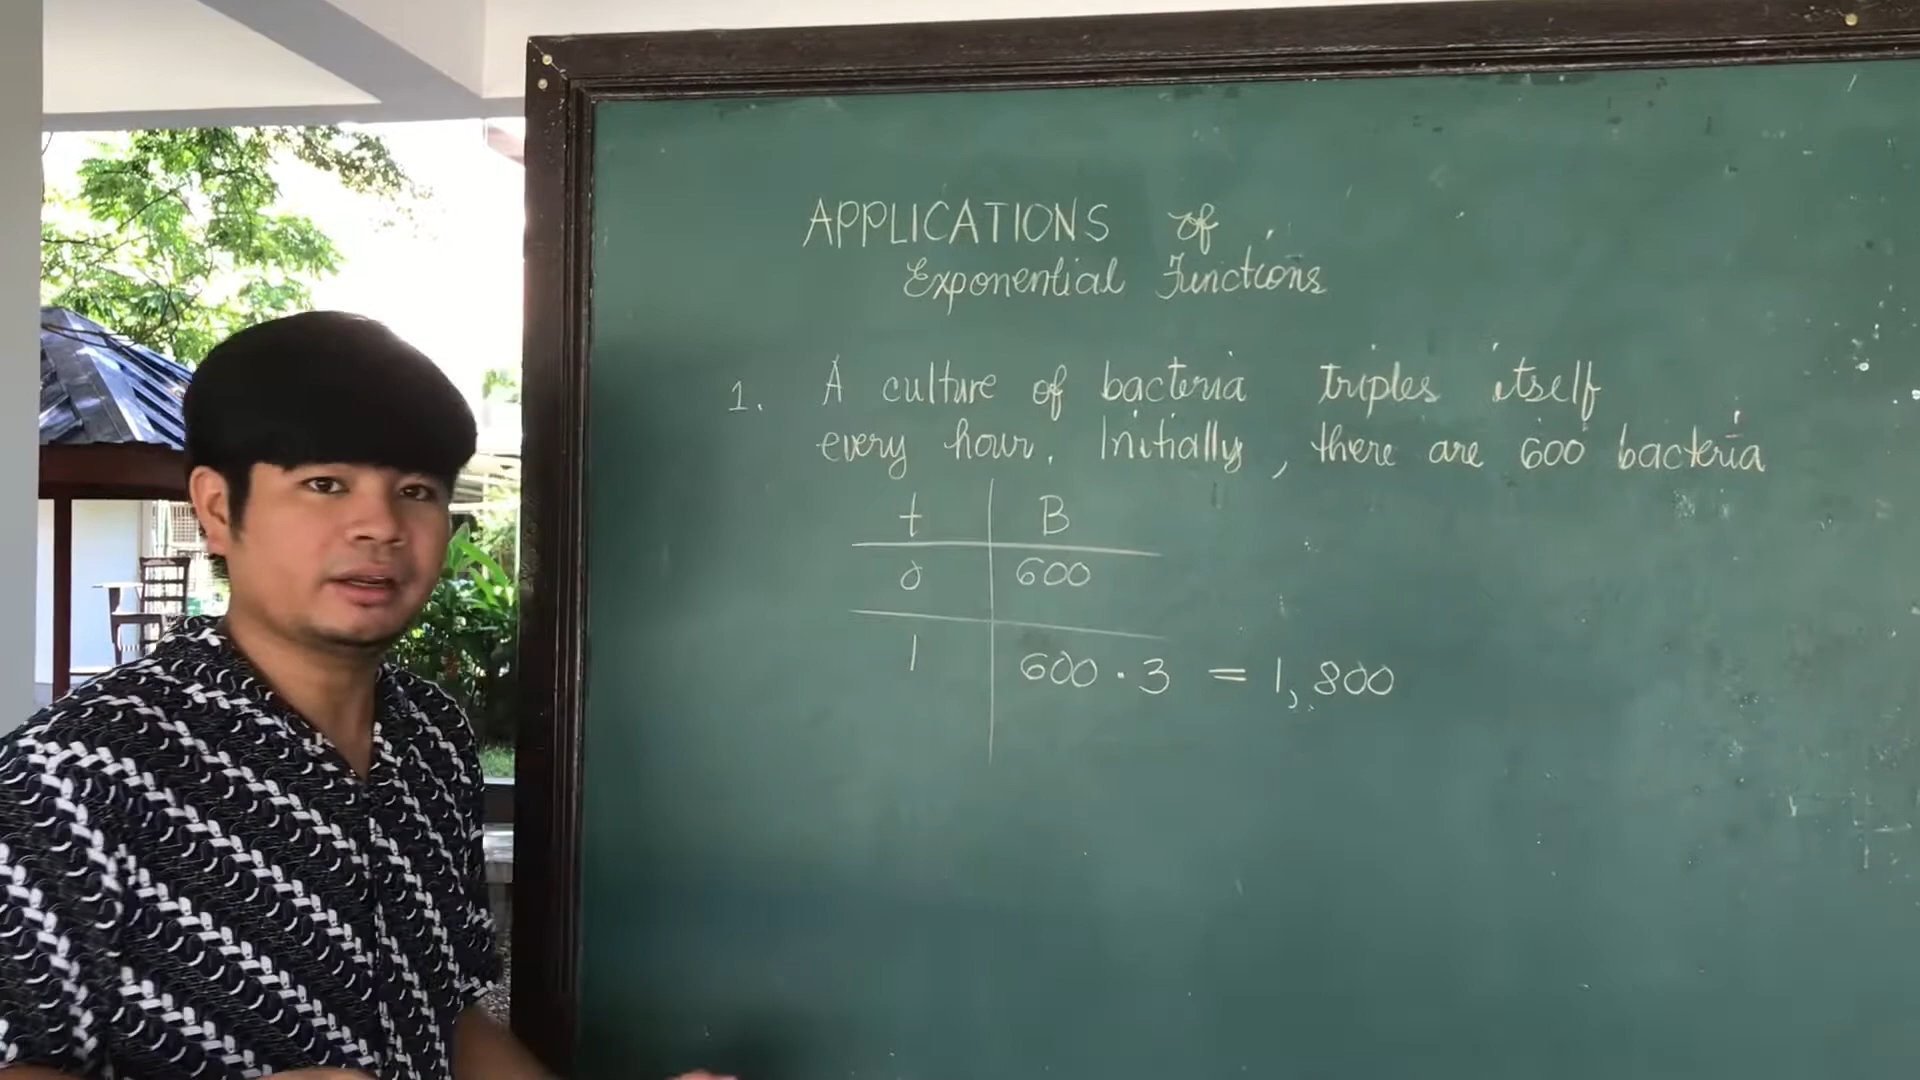 APPLICATIONS of
Exponential Functions
1. A culture of bacteria triples itself
every hour. Initially, there are 600 bacteria
t B
0 600
1 600 · 3 = 1,800